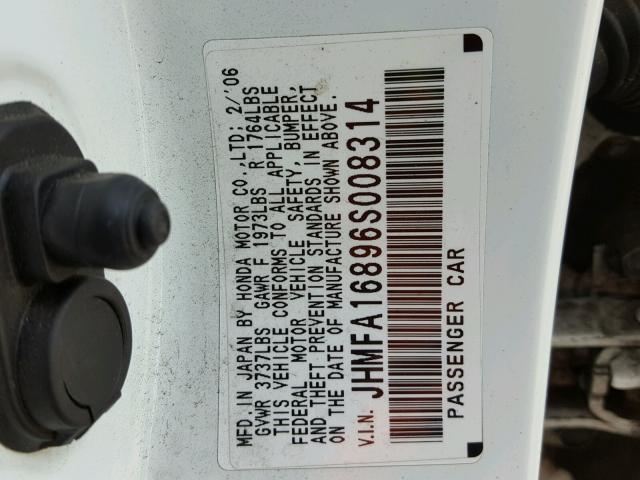 MFD. IN JAPAN BY HONDA MOTOR CO., LTD; 2/'06
GVWR 3737LBS GAWR F 1973LBS R 1764LBS
THIS VEHICLE CONFORMS TO ALL APPLICABLE
FEDERAL MOTOR VEHICLE SAFETY, BUMPER,
AND THEFT PREVENTION STANDARDS IN EFFECT
ON THE DATE OF MANUFACTURE SHOWN ABOVE.
V.I.N. JHMFA16896S008314
PASSENGER CAR